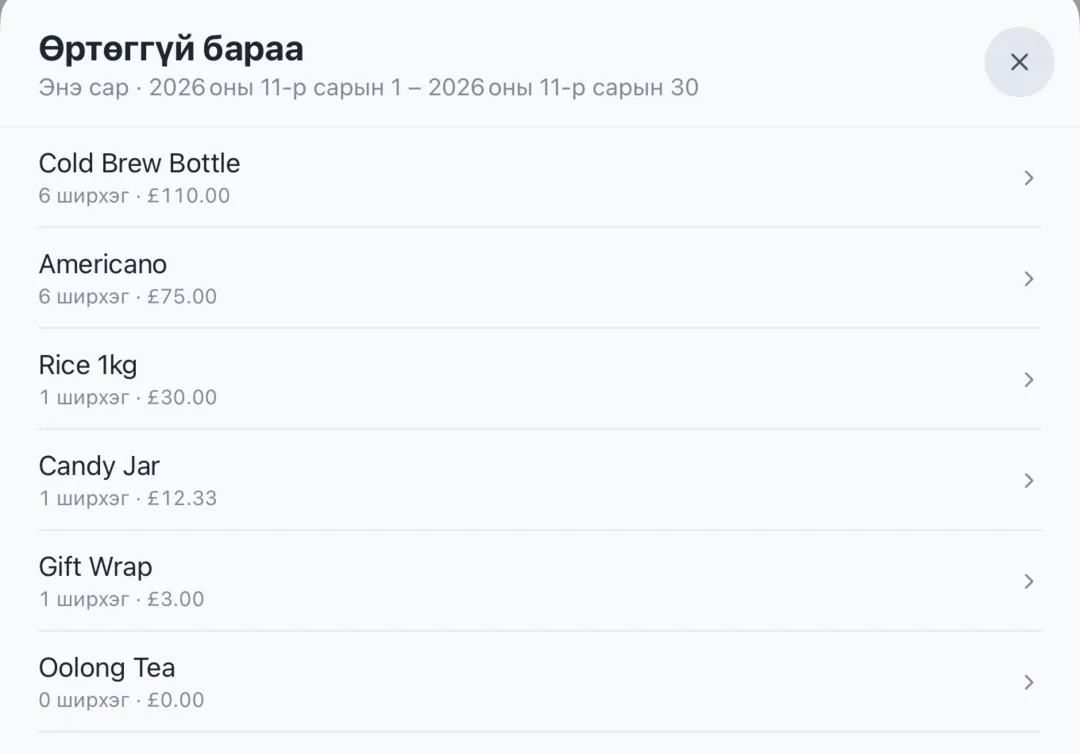 Өртөггүй бараа
Энэ сар · 2026 оны 11-р сарын 1 – 2026 оны 11-р сарын 30
Cold Brew Bottle
6 ширхэг · £110.00
Americano
6 ширхэг · £75.00
Rice 1kg
1 ширхэг · £30.00
Candy Jar
1 ширхэг · £12.33
Gift Wrap
1 ширхэг · £3.00
Oolong Tea
0 ширхэг · £0.00